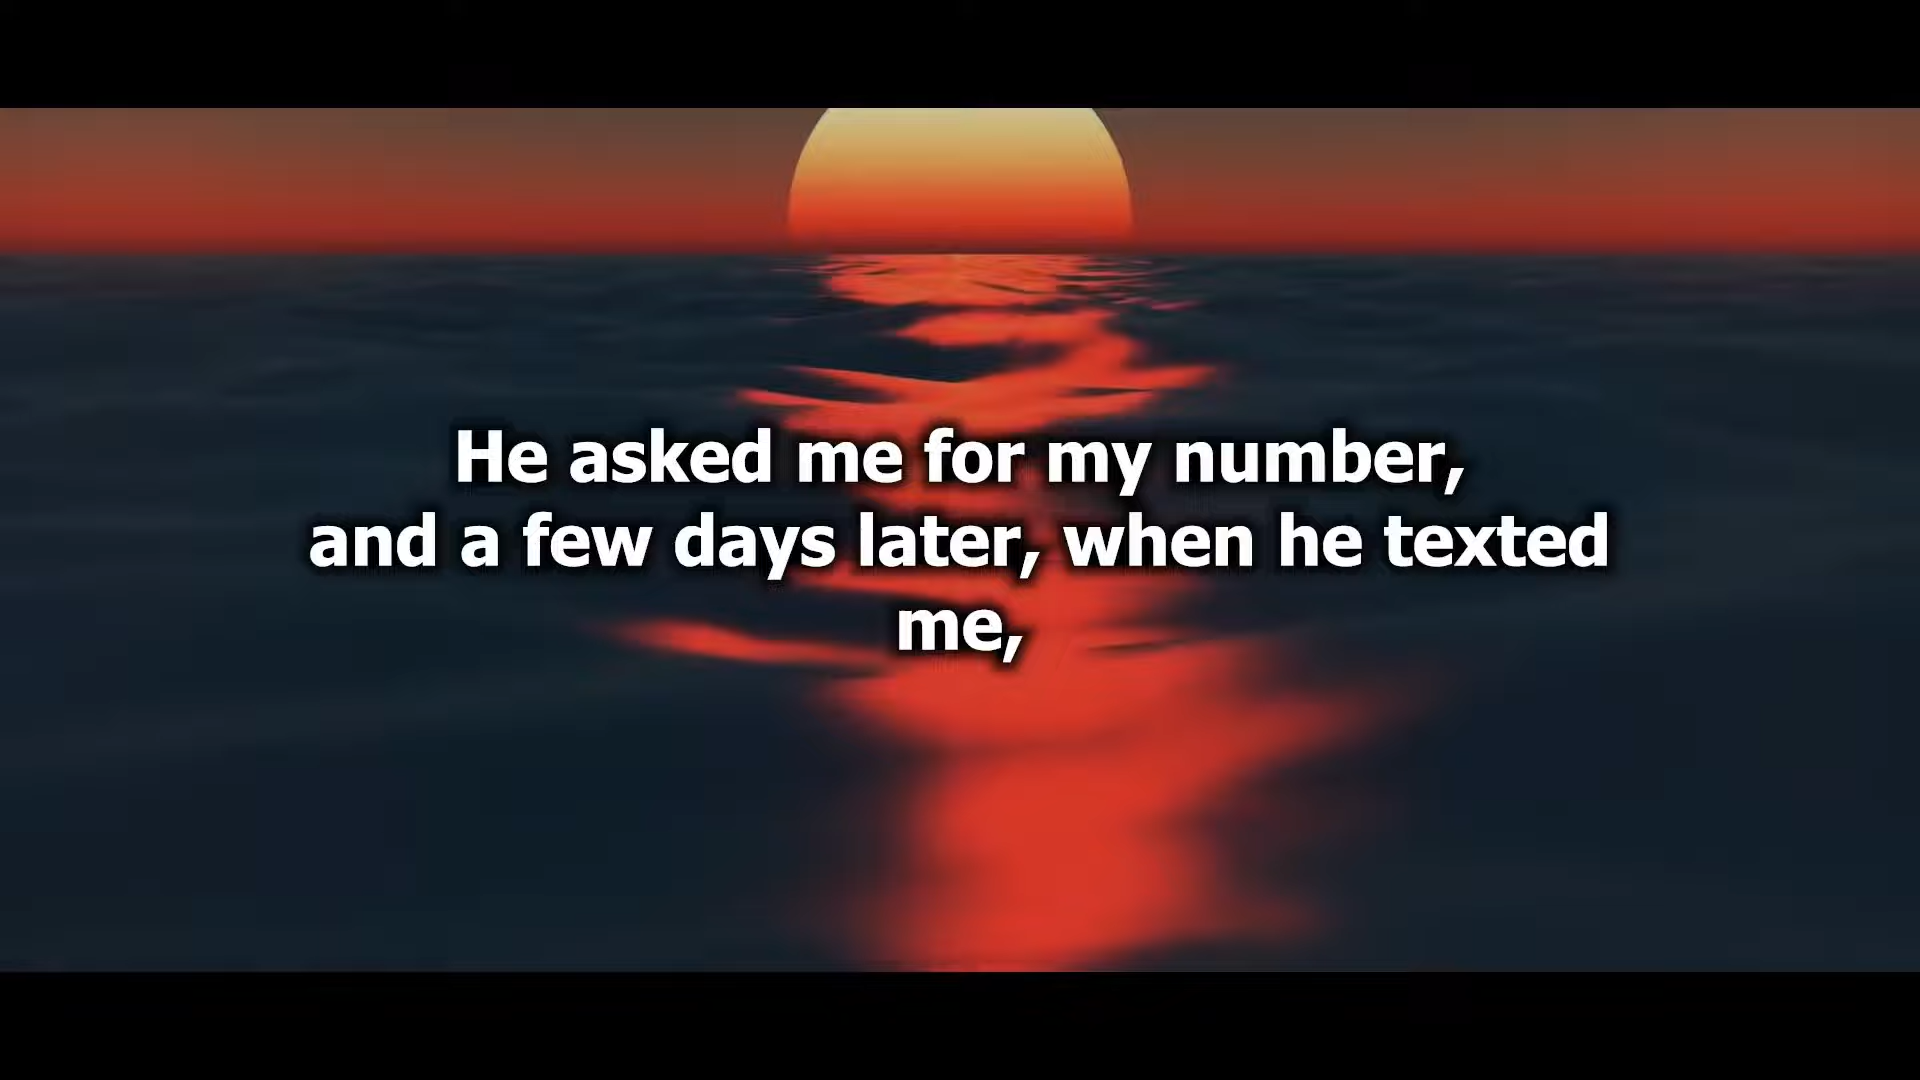 He asked me for my number,
and a few days later, when he texted
me,